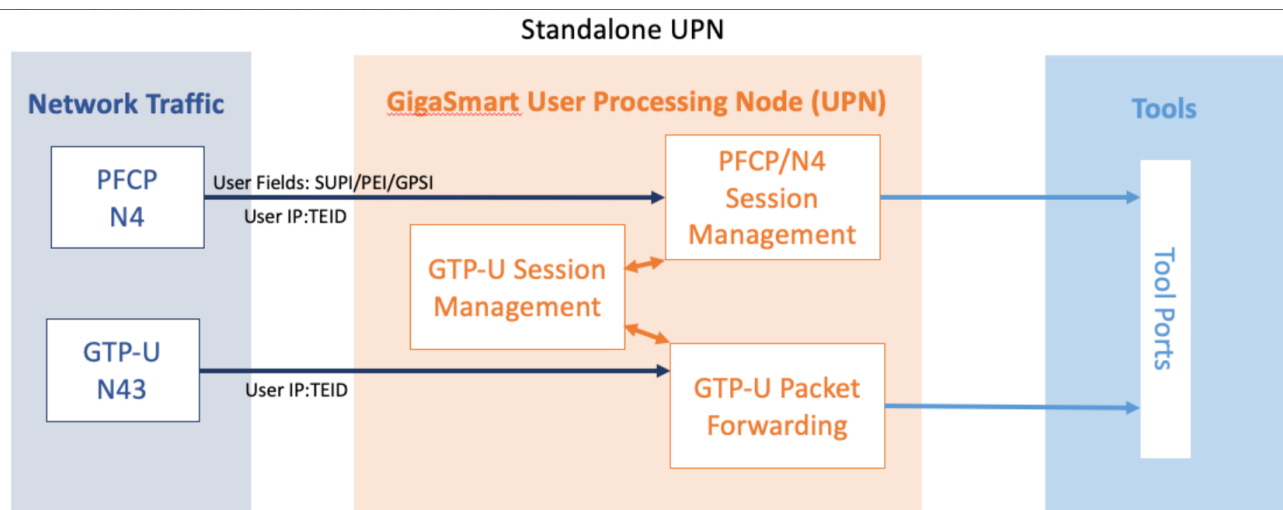 Standalone UPN
Network Traffic
GigaSmart User Processing Node (UPN)
Tools
PFCP
N4
User Fields: SUPI/PEI/GPSI
User IP:TEID
PFCP/N4
Session
Management
GTP-U Session
Management
Tool Ports
GTP-U
N43
User IP:TEID
GTP-U Packet
Forwarding